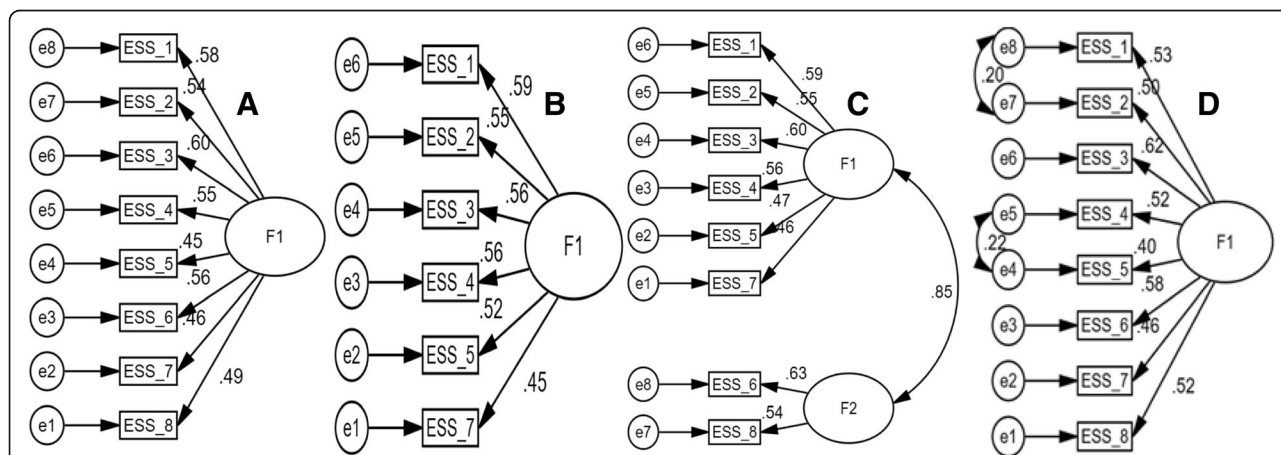 A
e8 ESS_1 .58
e7 ESS_2 .54
e6 ESS_3 .60
e5 ESS_4 .55
e4 ESS_5 .45
e3 ESS_6 .56
e2 ESS_7 .46
e1 ESS_8 .49
F1
B
e6 ESS_1 .59
e5 ESS_2 .55
e4 ESS_3 .56
e3 ESS_4 .56
e2 ESS_5 .52
e1 ESS_7 .45
F1
C
e6 ESS_1 .59
e5 ESS_2 .55
e4 ESS_3 .60
e3 ESS_4 .56
e2 ESS_5 .47
e1 ESS_7 .46
F1
.85
e8 ESS_6 .63
e7 ESS_8 .54
F2
D
e8 ESS_1 .53
.20
e7 ESS_2 .50
e6 ESS_3 .62
e5 ESS_4 .52
.22
e4 ESS_5 .40
e3 ESS_6 .58
e2 ESS_7 .46
e1 ESS_8 .52
F1